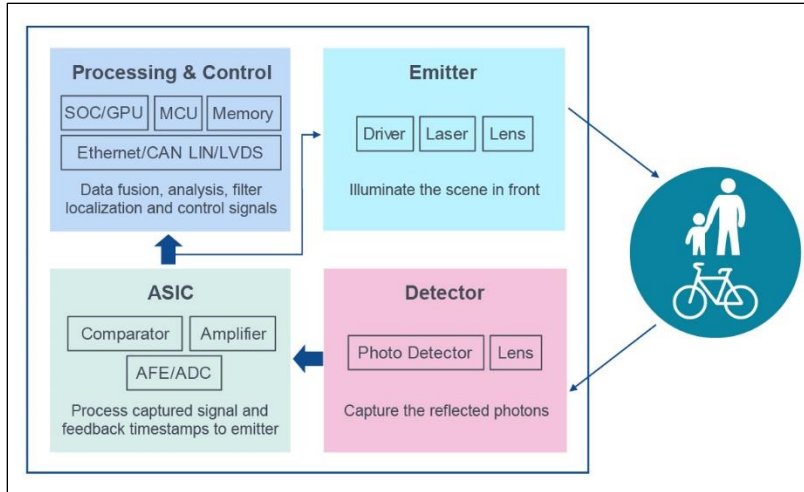 Processing & Control
SOC/GPU MCU Memory
Ethernet/CAN LIN/LVDS
Data fusion, analysis, filter
localization and control signals
Emitter
Driver Laser Lens
Illuminate the scene in front
ASIC
Comparator Amplifier
AFE/ADC
Process captured signal and
feedback timestamps to emitter
Detector
Photo Detector Lens
Capture the reflected photons